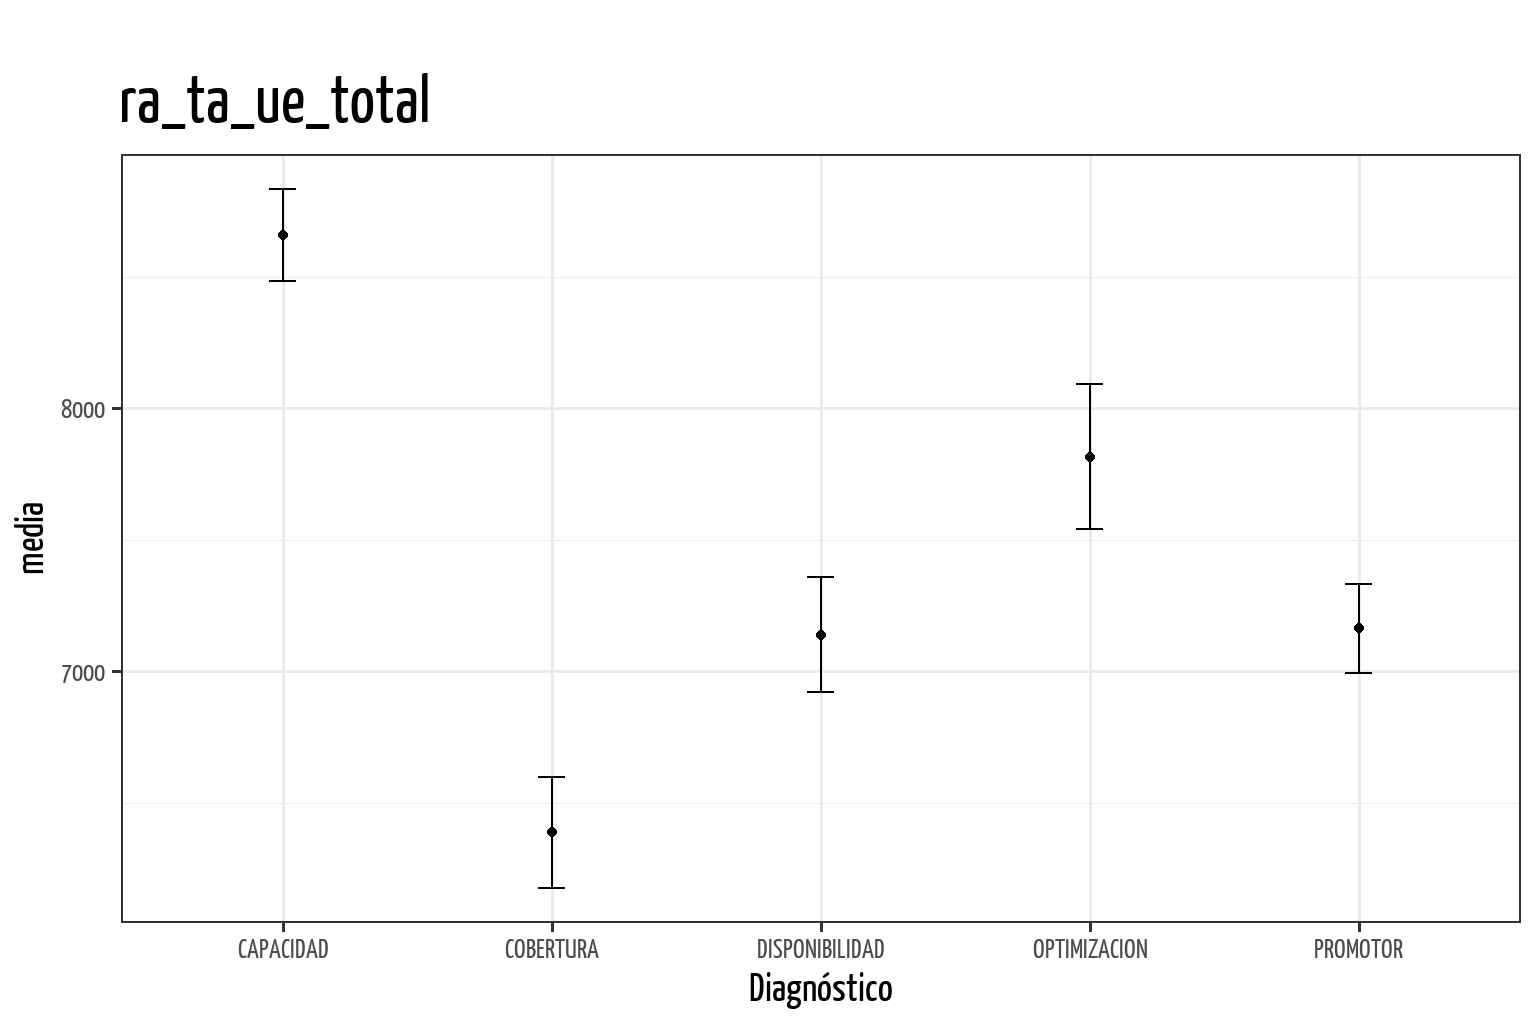 ra_ta_ue_total
media
8000
7000
CAPACIDAD
COBERTURA
DISPONIBILIDAD
OPTIMIZACION
PROMOTOR
Diagnóstico